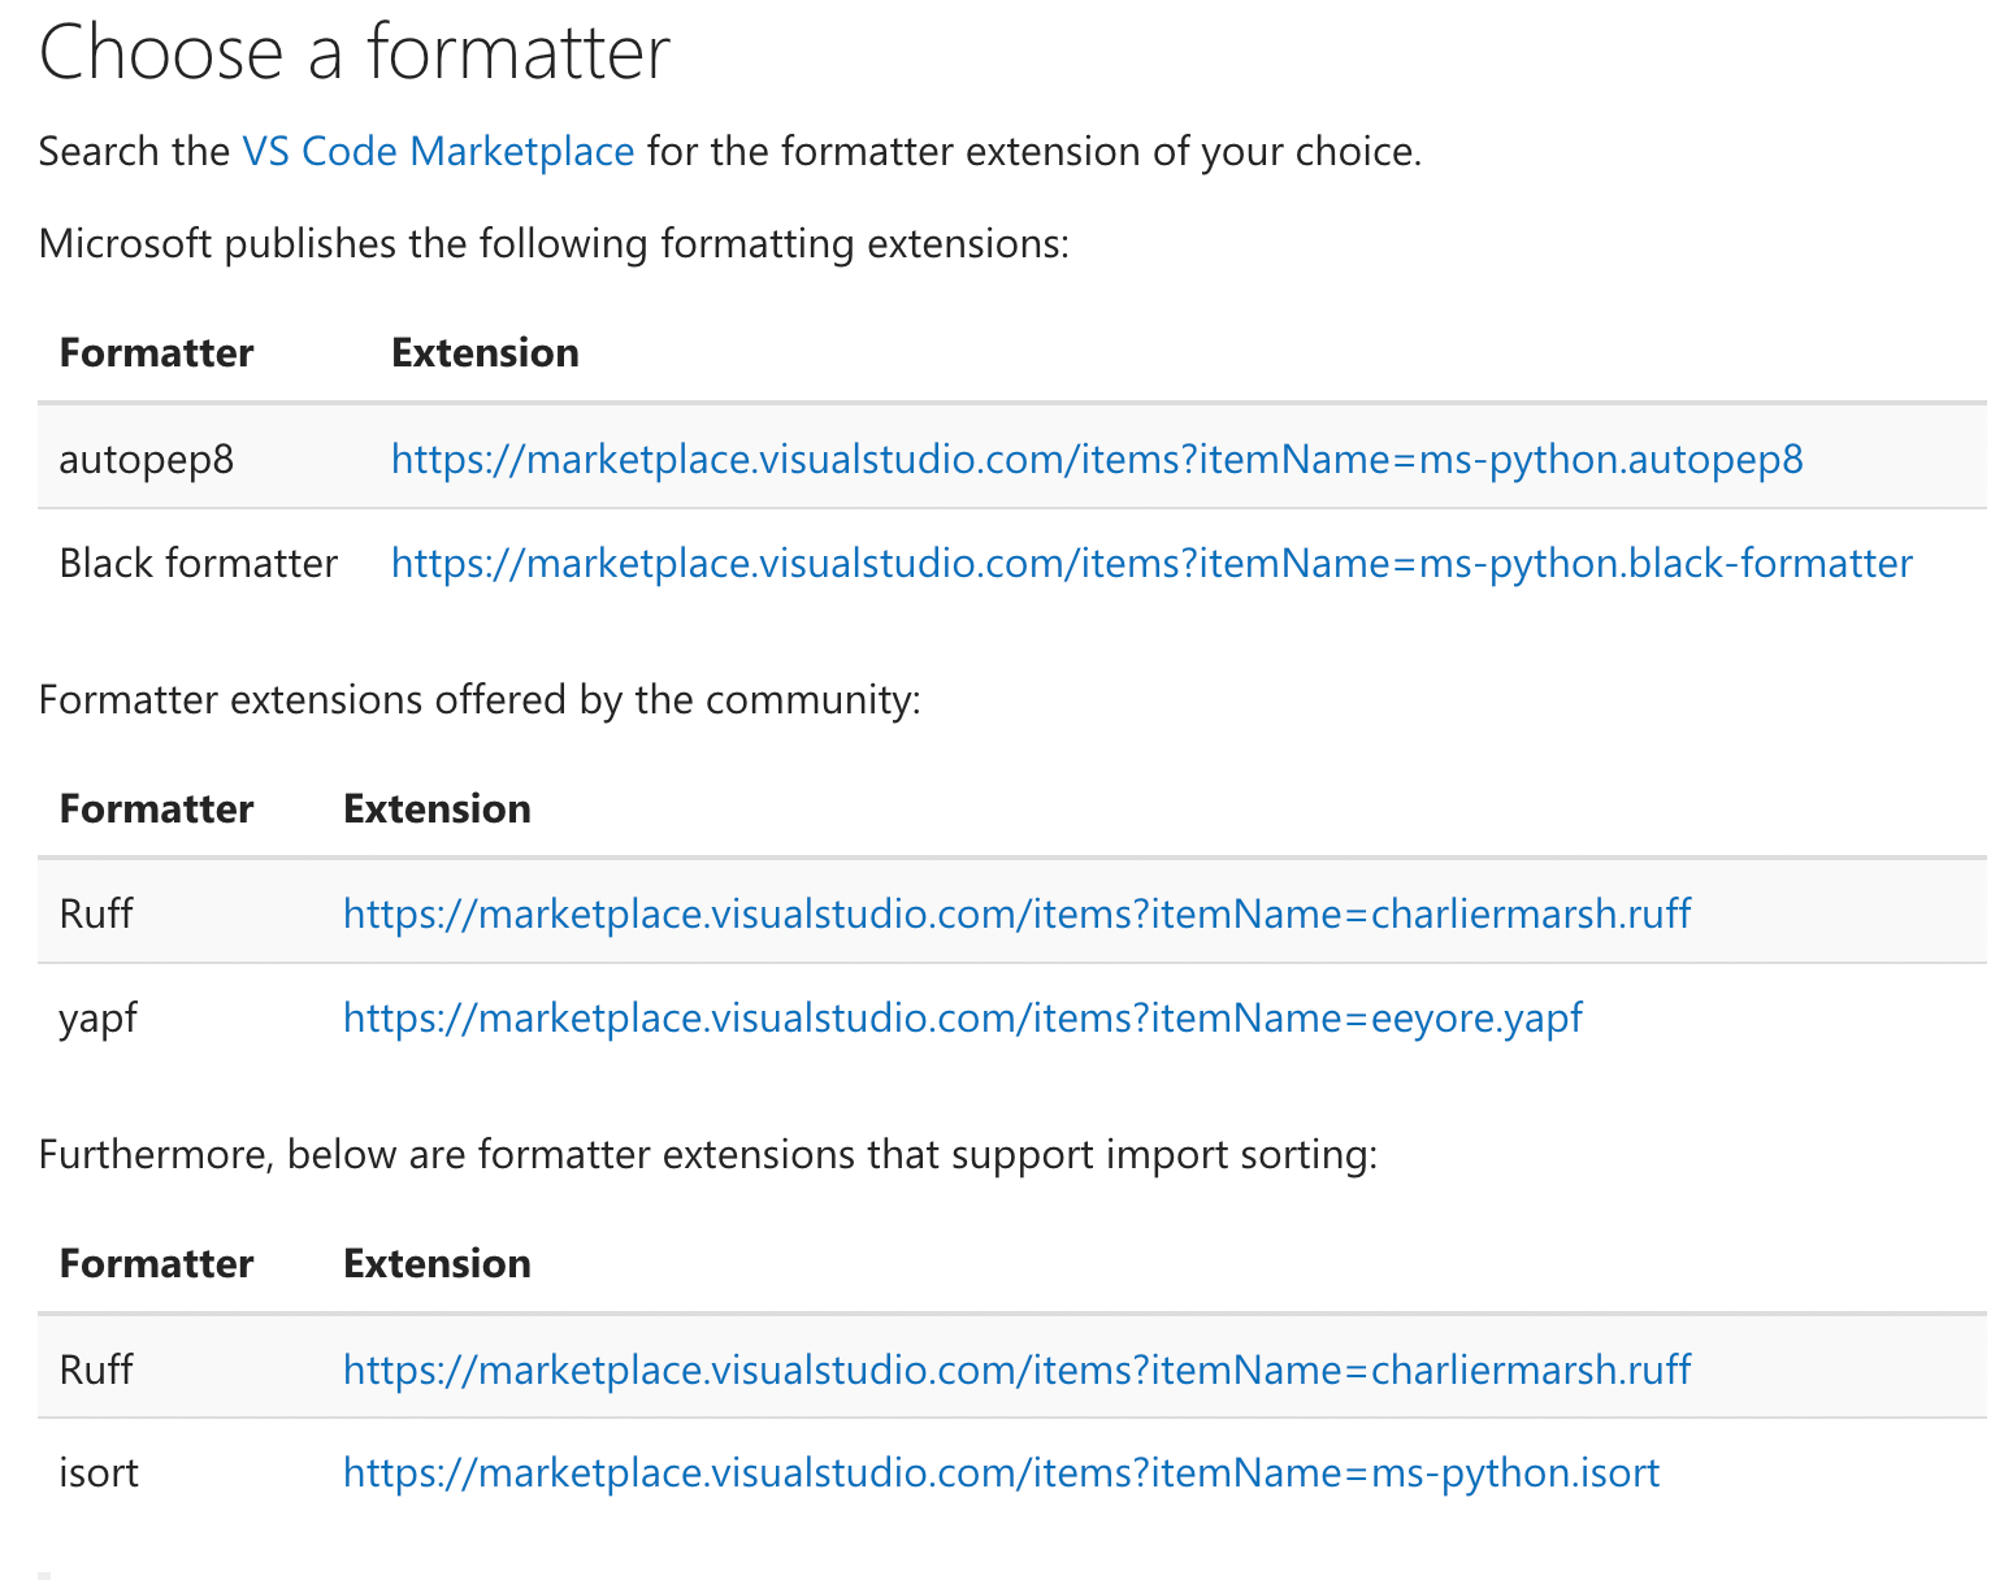 Choose a formatter
Search the VS Code Marketplace for the formatter extension of your choice.
Microsoft publishes the following formatting extensions:
Formatter Extension
autopep8 https://marketplace.visualstudio.com/items?itemName=ms-python.autopep8
Black formatter https://marketplace.visualstudio.com/items?itemName=ms-python.black-formatter
Formatter extensions offered by the community:
Formatter Extension
Ruff https://marketplace.visualstudio.com/items?itemName=charliermarsh.ruff
yapf https://marketplace.visualstudio.com/items?itemName=eeyore.yapf
Furthermore, below are formatter extensions that support import sorting:
Formatter Extension
Ruff https://marketplace.visualstudio.com/items?itemName=charliermarsh.ruff
isort https://marketplace.visualstudio.com/items?itemName=ms-python.isort